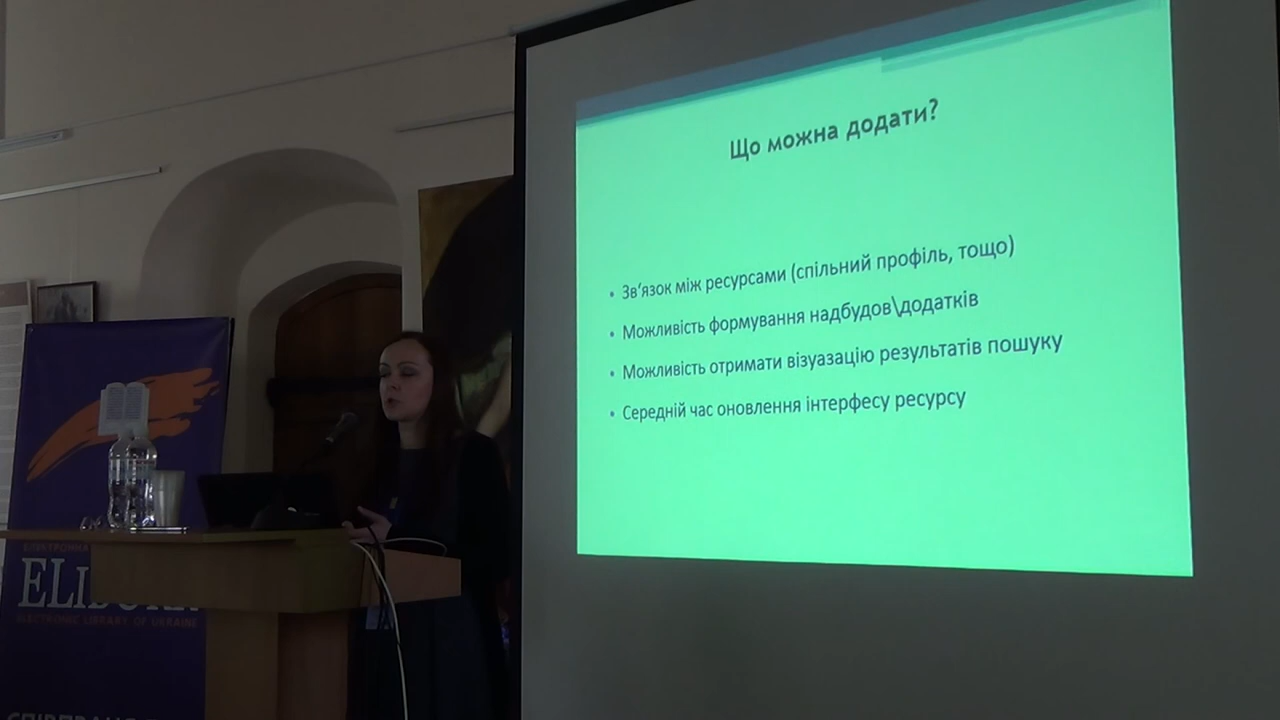 Що можна додати?
• Зв'язок між ресурсами (спільний профіль, тощо)
• Можливість формування надбудов\додатків
• Можливість отримати візуазацію результатів пошуку
• Середній час оновлення інтерфесу ресурсу
ELECTRONIC LIBRARY OF UKRAINE